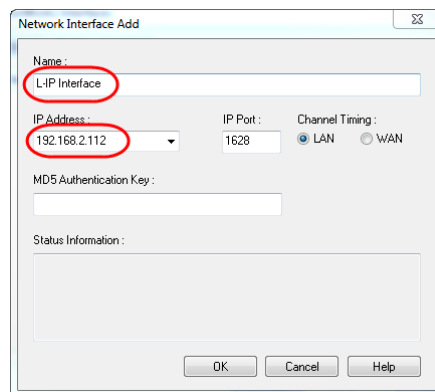 Network Interface Add
Name :
L-IP Interface
IP Address : IP Port : Channel Timing :
192.168.2.112 1628 LAN WAN
MD5 Authentication Key :
Status Information :
OK Cancel Help